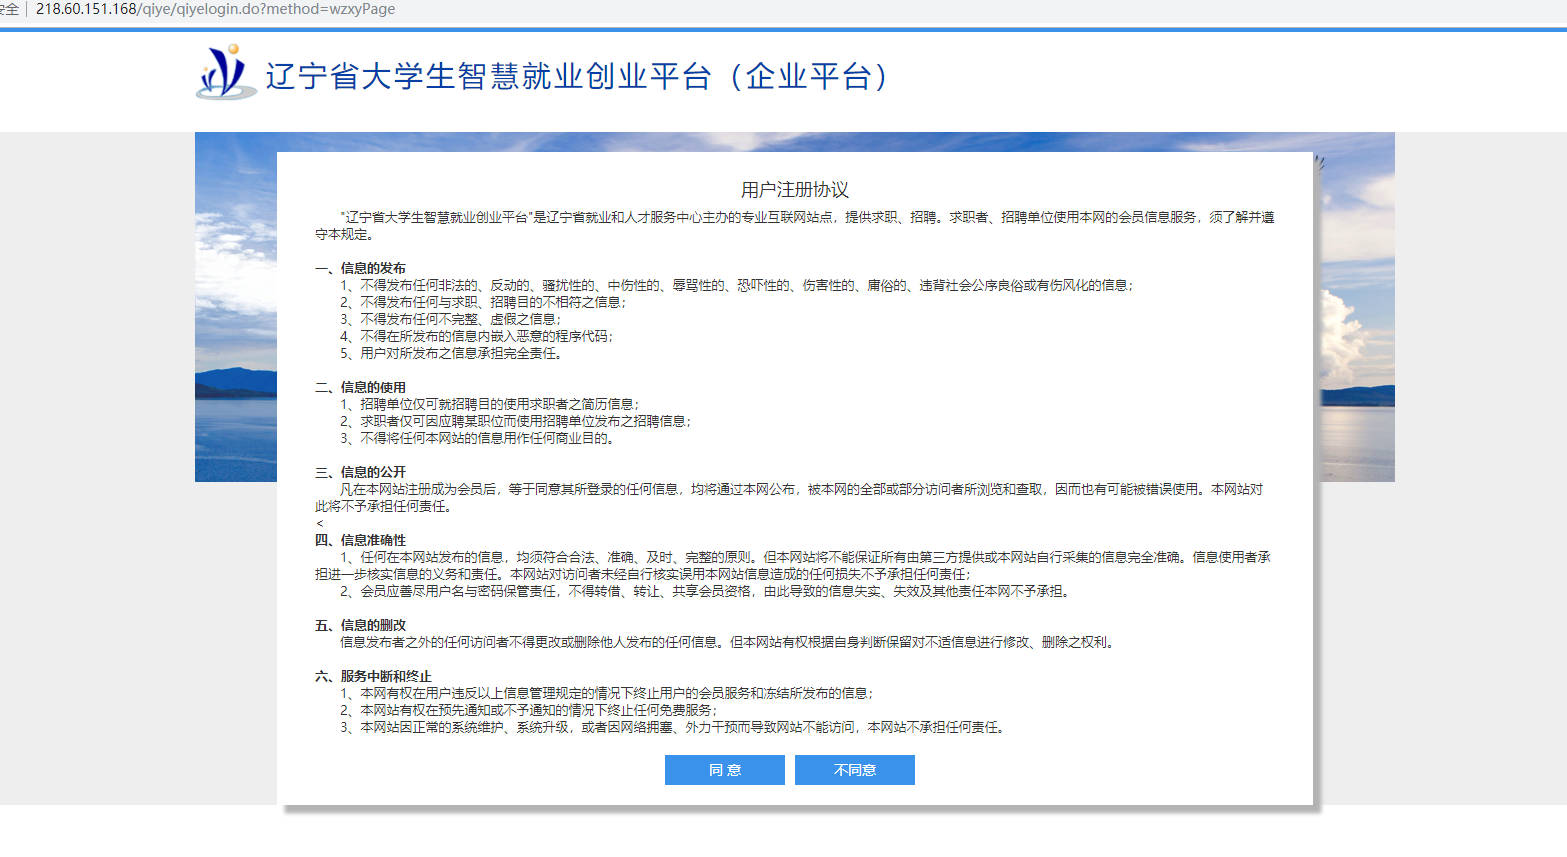 安全 | 218.60.151.168/qiye/qiyelogin.do?method=wzxyPage
辽宁省大学生智慧就业创业平台（企业平台）
用户注册协议
"辽宁省大学生智慧就业创业平台"是辽宁省就业和人才服务中心主办的专业互联网站点，提供求职、招聘。求职者、招聘单位使用本网的会员信息服务，须了解并遵
守本规定。
一、信息的发布
1、不得发布任何非法的、反动的、骚扰性的、中伤性的、辱骂性的、恐吓性的、伤害性的、庸俗的、违背社会公序良俗或有伤风化的信息；
2、不得发布任何与求职、招聘目的不相符之信息；
3、不得发布任何不完整、虚假之信息；
4、不得在所发布的信息内嵌入恶意的程序代码；
5、用户对所发布之信息承担完全责任。
二、信息的使用
1、招聘单位仅可就招聘目的使用求职者之简历信息；
2、求职者仅可因应聘某职位而使用招聘单位发布之招聘信息；
3、不得将任何本网站的信息用作任何商业目的。
三、信息的公开
凡在本网站注册成为会员后，等于同意其所登录的任何信息，均将通过本网公布，被本网的全部或部分访问者所浏览和查取，因而也有可能被错误使用。本网站对
此将不予承担任何责任。
<
四、信息准确性
1、任何在本网站发布的信息，均须符合合法、准确、及时、完整的原则。但本网站将不能保证所有由第三方提供或本网站自行采集的信息完全准确。信息使用者承
担进一步核实信息的义务和责任。本网站对访问者未经自行核实误用本网站信息造成的任何损失不予承担任何责任；
2、会员应善尽用户名与密码保管责任，不得转借、转让、共享会员资格，由此导致的信息失实、失效及其他责任本网不予承担。
五、信息的删改
信息发布者之外的任何访问者不得更改或删除他人发布的任何信息。但本网站有权根据自身判断保留对不适信息进行修改、删除之权利。
六、服务中断和终止
1、本网有权在用户违反以上信息管理规定的情况下终止用户的会员服务和冻结所发布的信息；
2、本网站有权在预先通知或不予通知的情况下终止任何免费服务；
3、本网站因正常的系统维护、系统升级，或者因网络拥塞、外力干预而导致网站不能访问，本网站不承担任何责任。
同 意 不同意